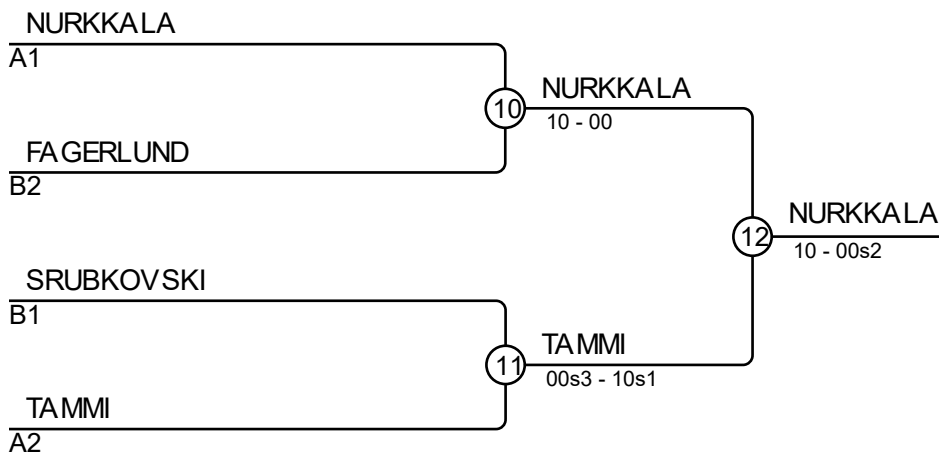 NURKKALA
A1
10
NURKKALA
10 - 00
FAGERLUND
B2
12
NURKKALA
10 - 00s2
SRUBKOVSKI
B1
11
TAMMI
00s3 - 10s1
TAMMI
A2